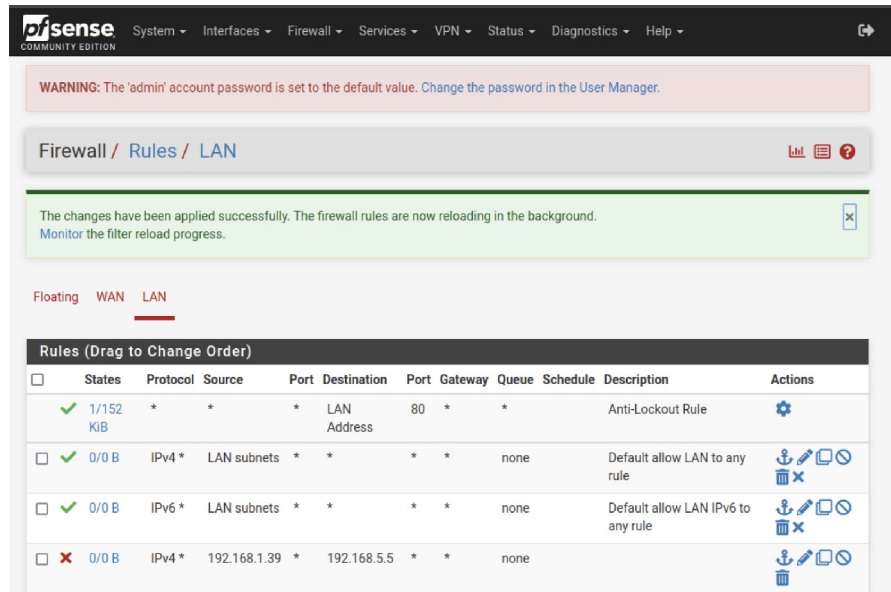 pfsense System Interfaces Firewall Services VPN Status Diagnostics Help
COMMUNITY EDITION
WARNING: The 'admin' account password is set to the default value. Change the password in the User Manager.
Firewall / Rules / LAN
The changes have been applied successfully. The firewall rules are now reloading in the background.
Monitor the filter reload progress.
Floating WAN LAN
Rules (Drag to Change Order)
States Protocol Source Port Destination Port Gateway Queue Schedule Description Actions
1/152 * * * LAN 80 * * Anti-Lockout Rule
KiB Address
0/0 B IPv4 * LAN subnets * * * * none Default allow LAN to any
rule
0/0 B IPv6 * LAN subnets * * * * none Default allow LAN IPv6 to
any rule
0/0 B IPv4 * 192.168.1.39 * 192.168.5.5 * * none